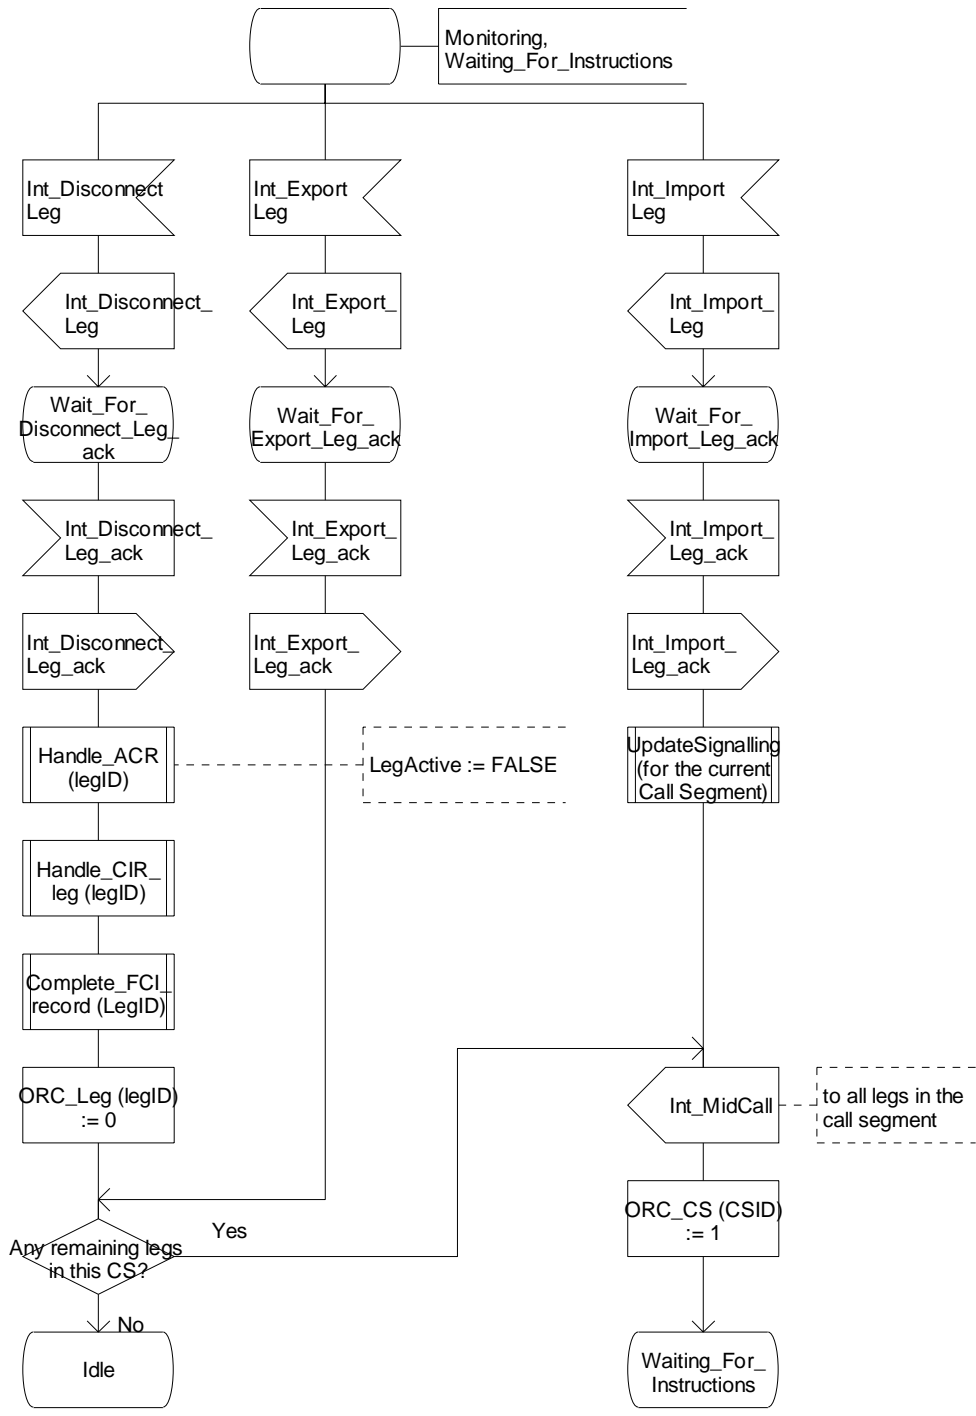 Monitoring,
Waiting_For_Instructions
Int_Disconnect
Leg
Int_Export
Leg
Int_Import
Leg
Int_Disconnect_
Leg
Int_Export_
Leg
Int_Import_
Leg
Wait_For_
Disconnect_Leg_
ack
Wait_For_
Export_Leg_ack
Wait_For_
Import_Leg_ack
Int_Disconnect_
Leg_ack
Int_Export_
Leg_ack
Int_Import_
Leg_ack
Int_Disconnect_
Leg_ack
Int_Export_
Leg_ack
Int_Import_
Leg_ack
Handle_ACR
(legID)
LegActive := FALSE
UpdateSignalling
(for the current
Call Segment)
Handle_CIR_
leg (legID)
Complete_FCI_
record (LegID)
ORC_Leg (legID)
:= 0
Int_MidCall
to all legs in the
call segment
ORC_CS (CSID)
:= 1
Yes
Any remaining legs
in this CS?
No
Idle
Waiting_For_
Instructions